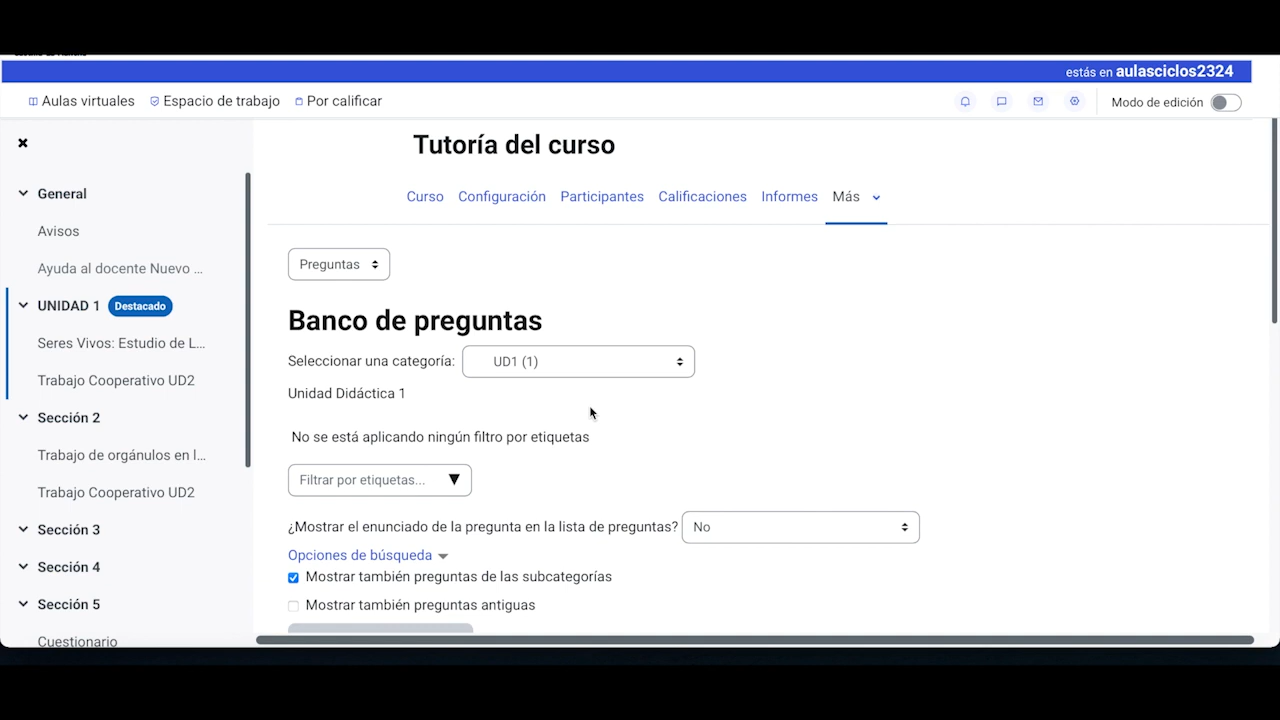 estás en aulasciclos2324
Aulas virtuales Espacio de trabajo Por calificar
Modo de edición
General
Avisos
Ayuda al docente Nuevo ...
UNIDAD 1 Destacado
Seres Vivos: Estudio de L...
Trabajo Cooperativo UD2
Sección 2
Trabajo de orgánulos en l...
Trabajo Cooperativo UD2
Sección 3
Sección 4
Sección 5
Cuestionario
Tutoría del curso
Curso Configuración Participantes Calificaciones Informes Más
Preguntas
Banco de preguntas
Seleccionar una categoría: UD1 (1)
Unidad Didáctica 1
No se está aplicando ningún filtro por etiquetas
Filtrar por etiquetas...
¿Mostrar el enunciado de la pregunta en la lista de preguntas? No
Opciones de búsqueda
Mostrar también preguntas de las subcategorías
Mostrar también preguntas antiguas